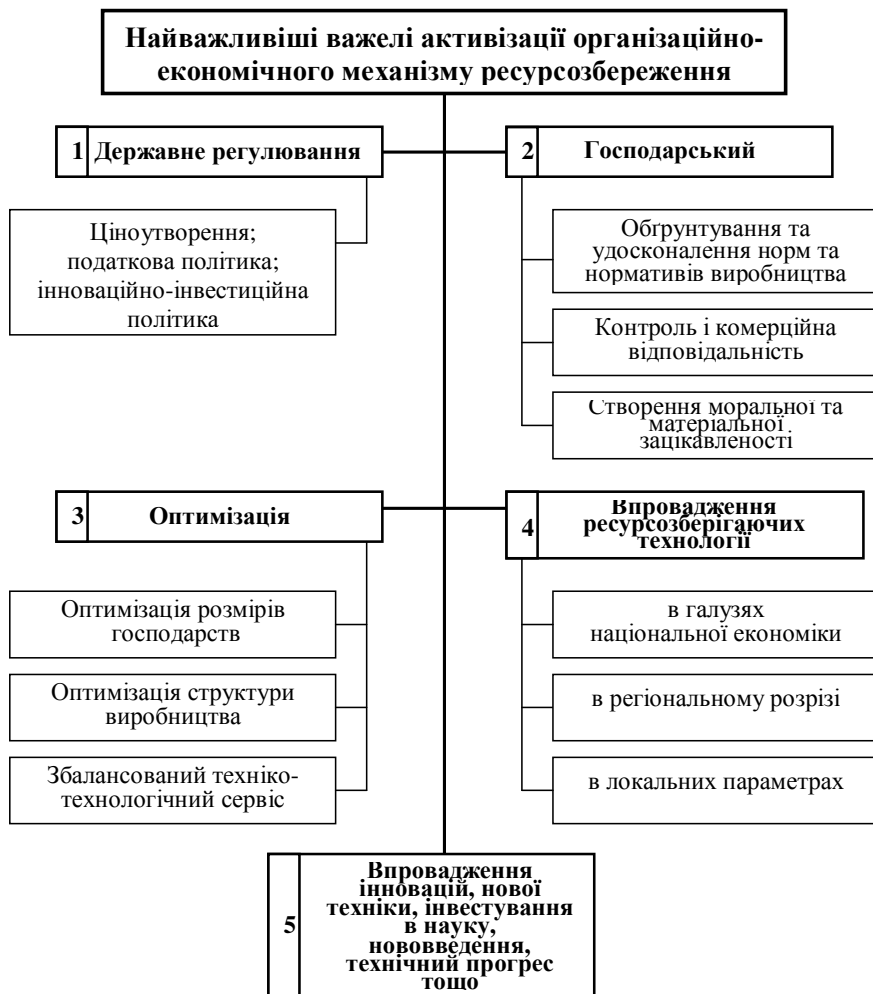 Найважливіші важелі активізації організаційно-
економічного механізму ресурсозбереження
1 Державне регулювання
2 Господарський
Ціноутворення;
податкова політика;
інноваційно-інвестиційна
політика
Обґрунтування та
удосконалення норм та
нормативів виробництва
Контроль і комерційна
відповідальність
Створення моральної та
матеріальної
зацікавленості
3 Оптимізація
4
Впровадження
ресурсозберігаючих
технології
Оптимізація розмірів
господарств
Оптимізація структури
виробництва
Збалансований техніко-
технологічний сервіс
в галузях
національної економіки
в регіональному розрізі
в локальних параметрах
5
Впровадження
інновацій, нової
техніки, інвестування
в науку,
нововведення,
технічний прогрес
тощо